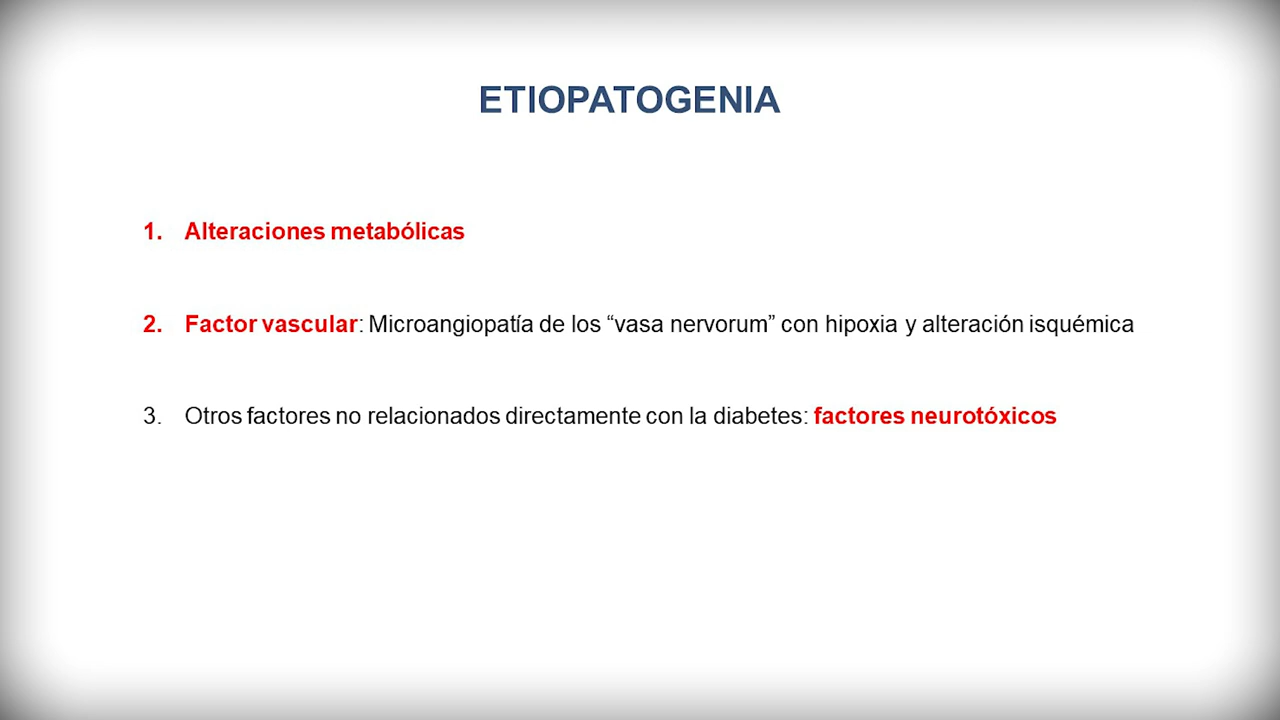 ETIOPATOGENIA
1. Alteraciones metabólicas
2. Factor vascular: Microangiopatía de los “vasa nervorum” con hipoxia y alteración isquémica
3. Otros factores no relacionados directamente con la diabetes: factores neurotóxicos